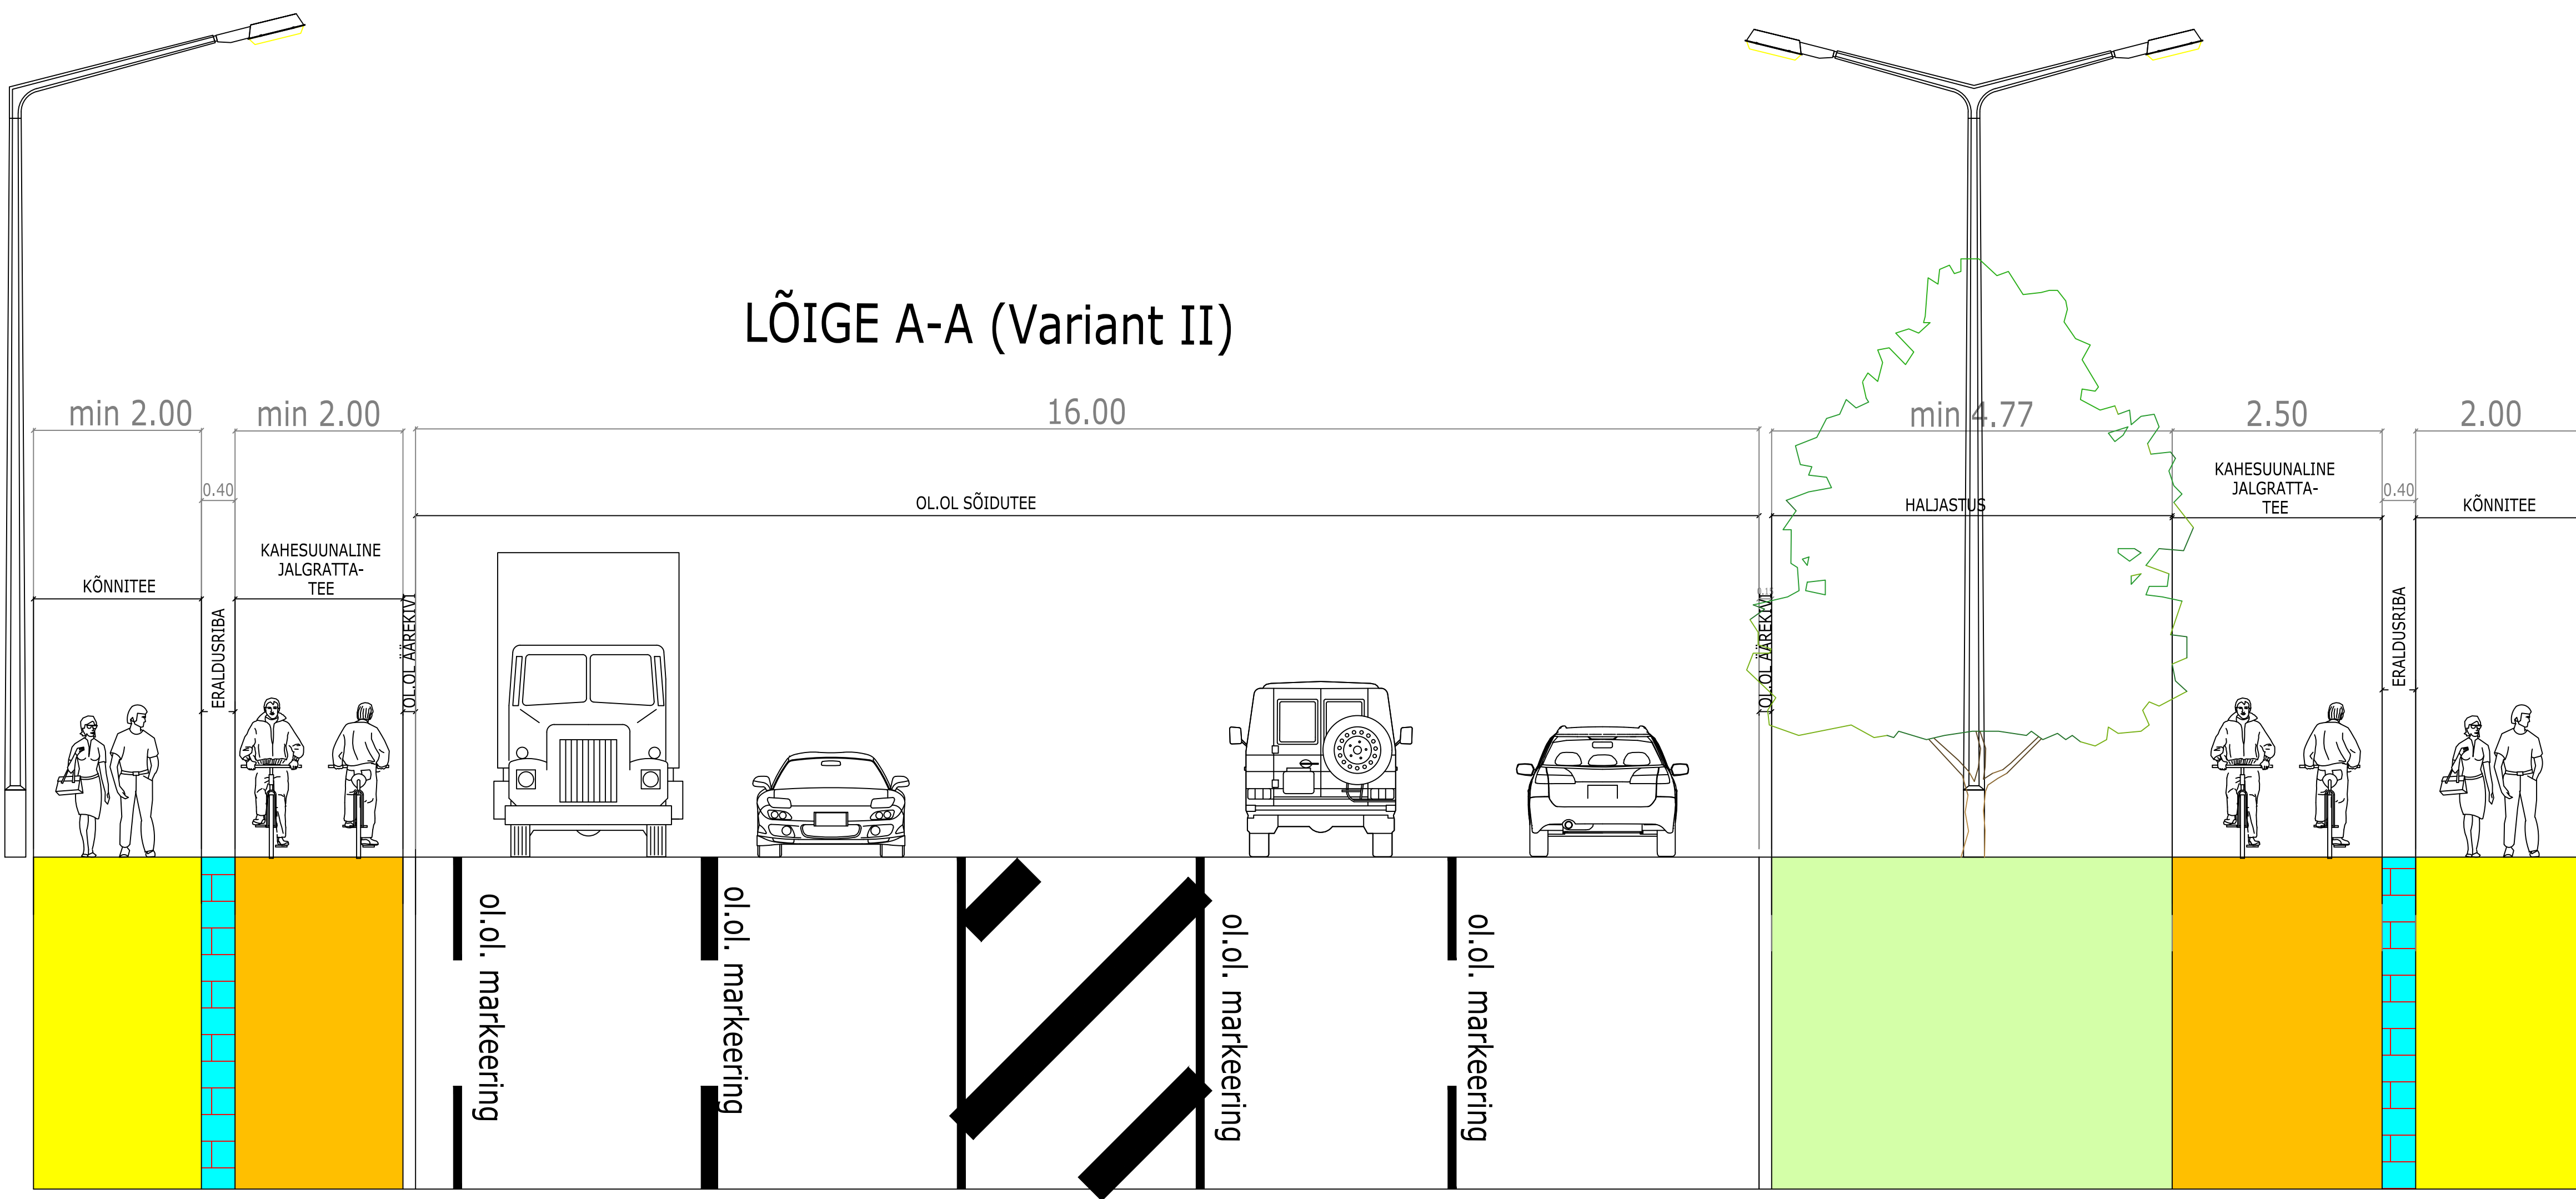 LÕIGE A-A (Variant II)
min 2.00
min 2.00
16.00
min 4.77
2.50
2.00
0.40
0.40
KÕNNITEE
ERALDUSRIBA
KAHESUUNALINE
JALGRATTA-
TEE
OL.OL ÄÄREKIVI
OL.OL SÕIDUTEE
OL.OL ÄÄREKIVI
HALJASTUS
KAHESUUNALINE
JALGRATTA-
TEE
ERALDUSRIBA
KÕNNITEE
ol.ol. markeering
ol.ol. markeering
ol.ol. markeering
ol.ol. markeering